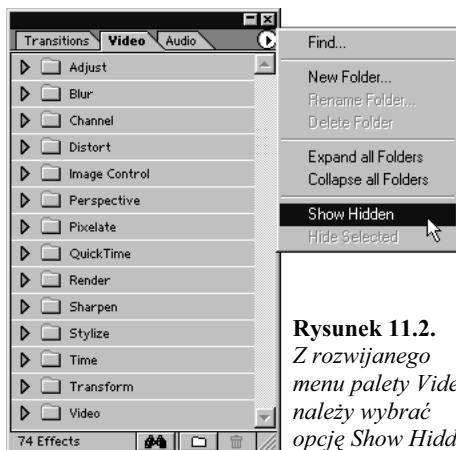 Transitions Video Audio
Adjust
Blur
Channel
Distort
Image Control
Perspective
Pixelate
QuickTime
Render
Sharpen
Stylize
Time
Transform
Video
74 Effects
Find...
New Folder...
Rename Folder...
Delete Folder
Expand all Folders
Collapse all Folders
Show Hidden
Hide Selected
Rysunek 11.2.
Z rozwijanego
menu palety Vide
należy wybrać
opcję Show Hidd